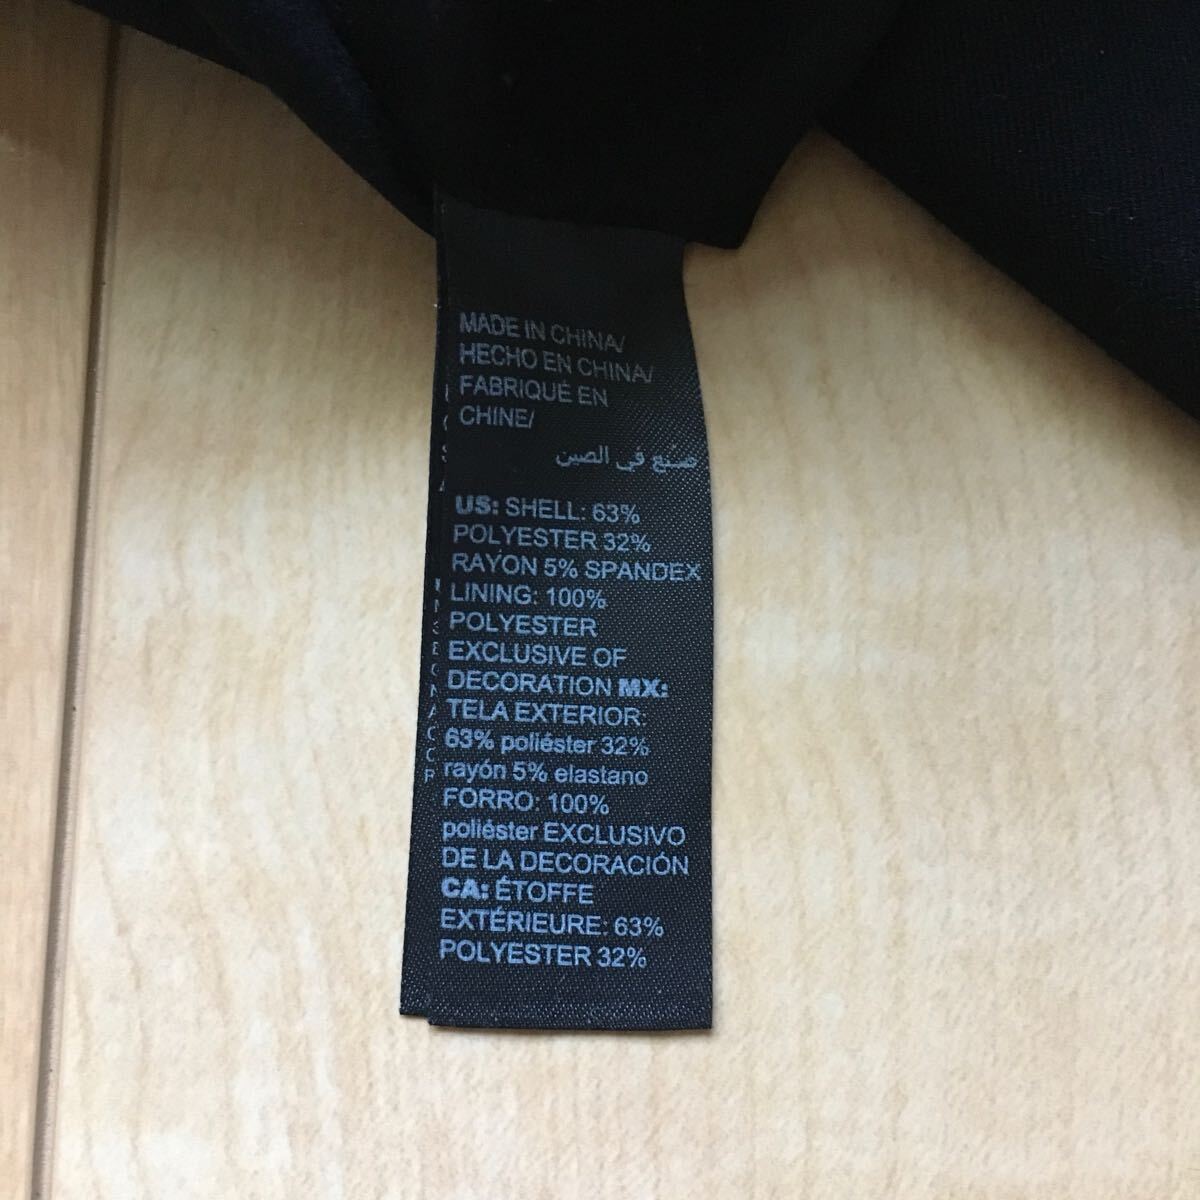 MADE IN CHINA/
HECHO EN CHINA/
FABRIQUÉ EN
CHINE/
صنع في الصين
US: SHELL: 63%
POLYESTER 32%
RAYON 5% SPANDEX
LINING: 100%
POLYESTER
EXCLUSIVE OF
DECORATION MX:
TELA EXTERIOR:
63% poliéster 32%
rayón 5% elastano
FORRO: 100%
poliéster EXCLUSIVO
DE LA DECORACIÓN
CA: ÉTOFFE
EXTÉRIEURE: 63%
POLYESTER 32%